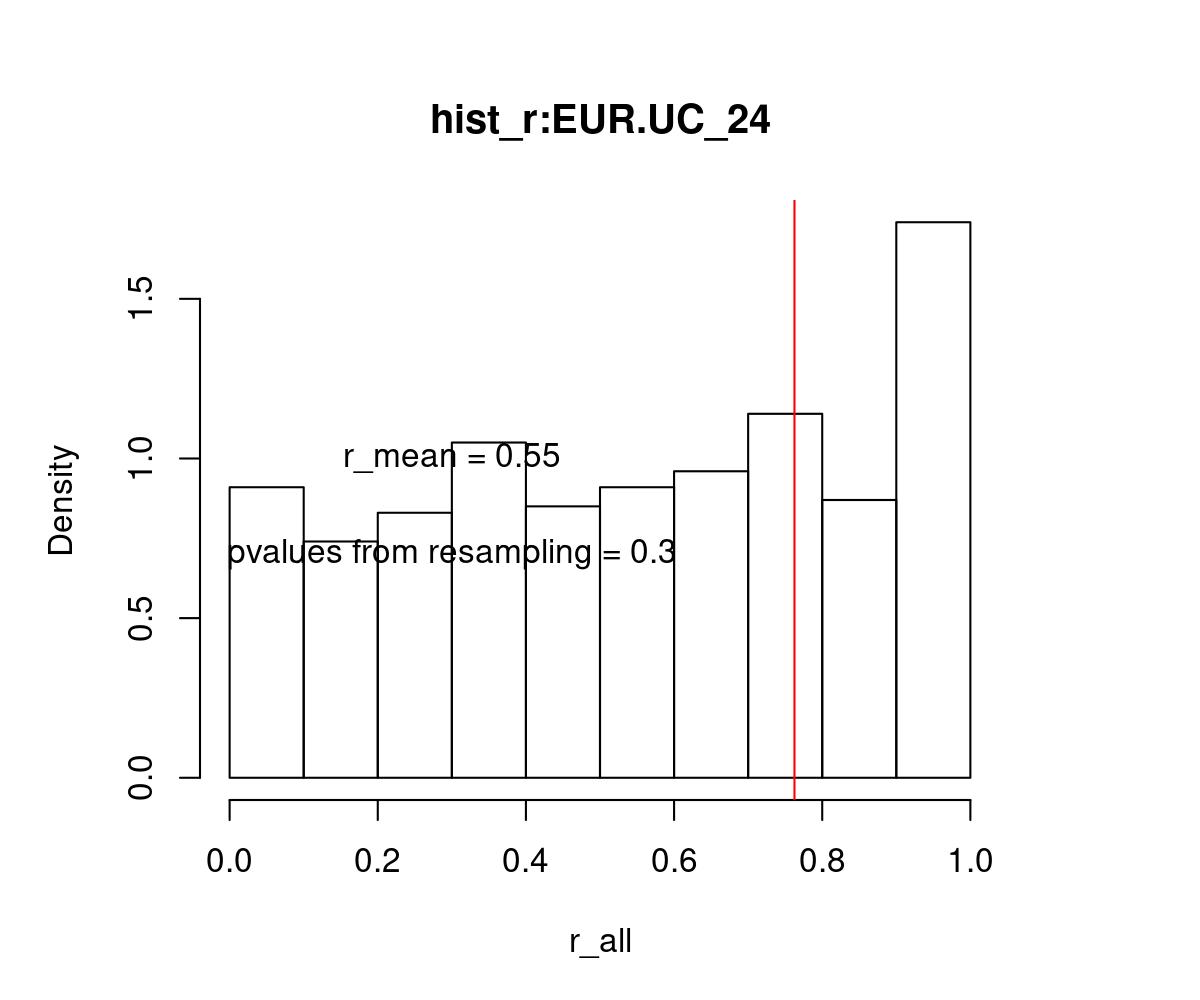 hist_r:EUR.UC_24
1.5
1.0
0.5
0.0
Density
r_mean = 0.55
pvalues from resampling = 0.3
0.0 0.2 0.4 0.6 0.8 1.0
r_all